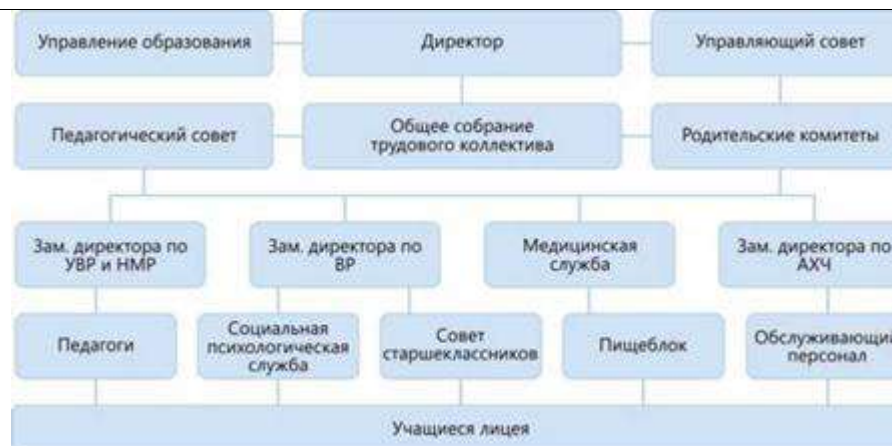 Управление образования
Директор
Управляющий совет
Педагогический совет
Общее собрание
трудового коллектива
Родительские комитеты
Зам. директора по
УВР и НМР
Зам. директора по
ВР
Медицинская
служба
Зам. директора по
АХЧ
Педагоги
Социальная
психологическая
служба
Совет
старшеклассников
Пищеблок
Обслуживающий
персонал
Учащиеся лицея